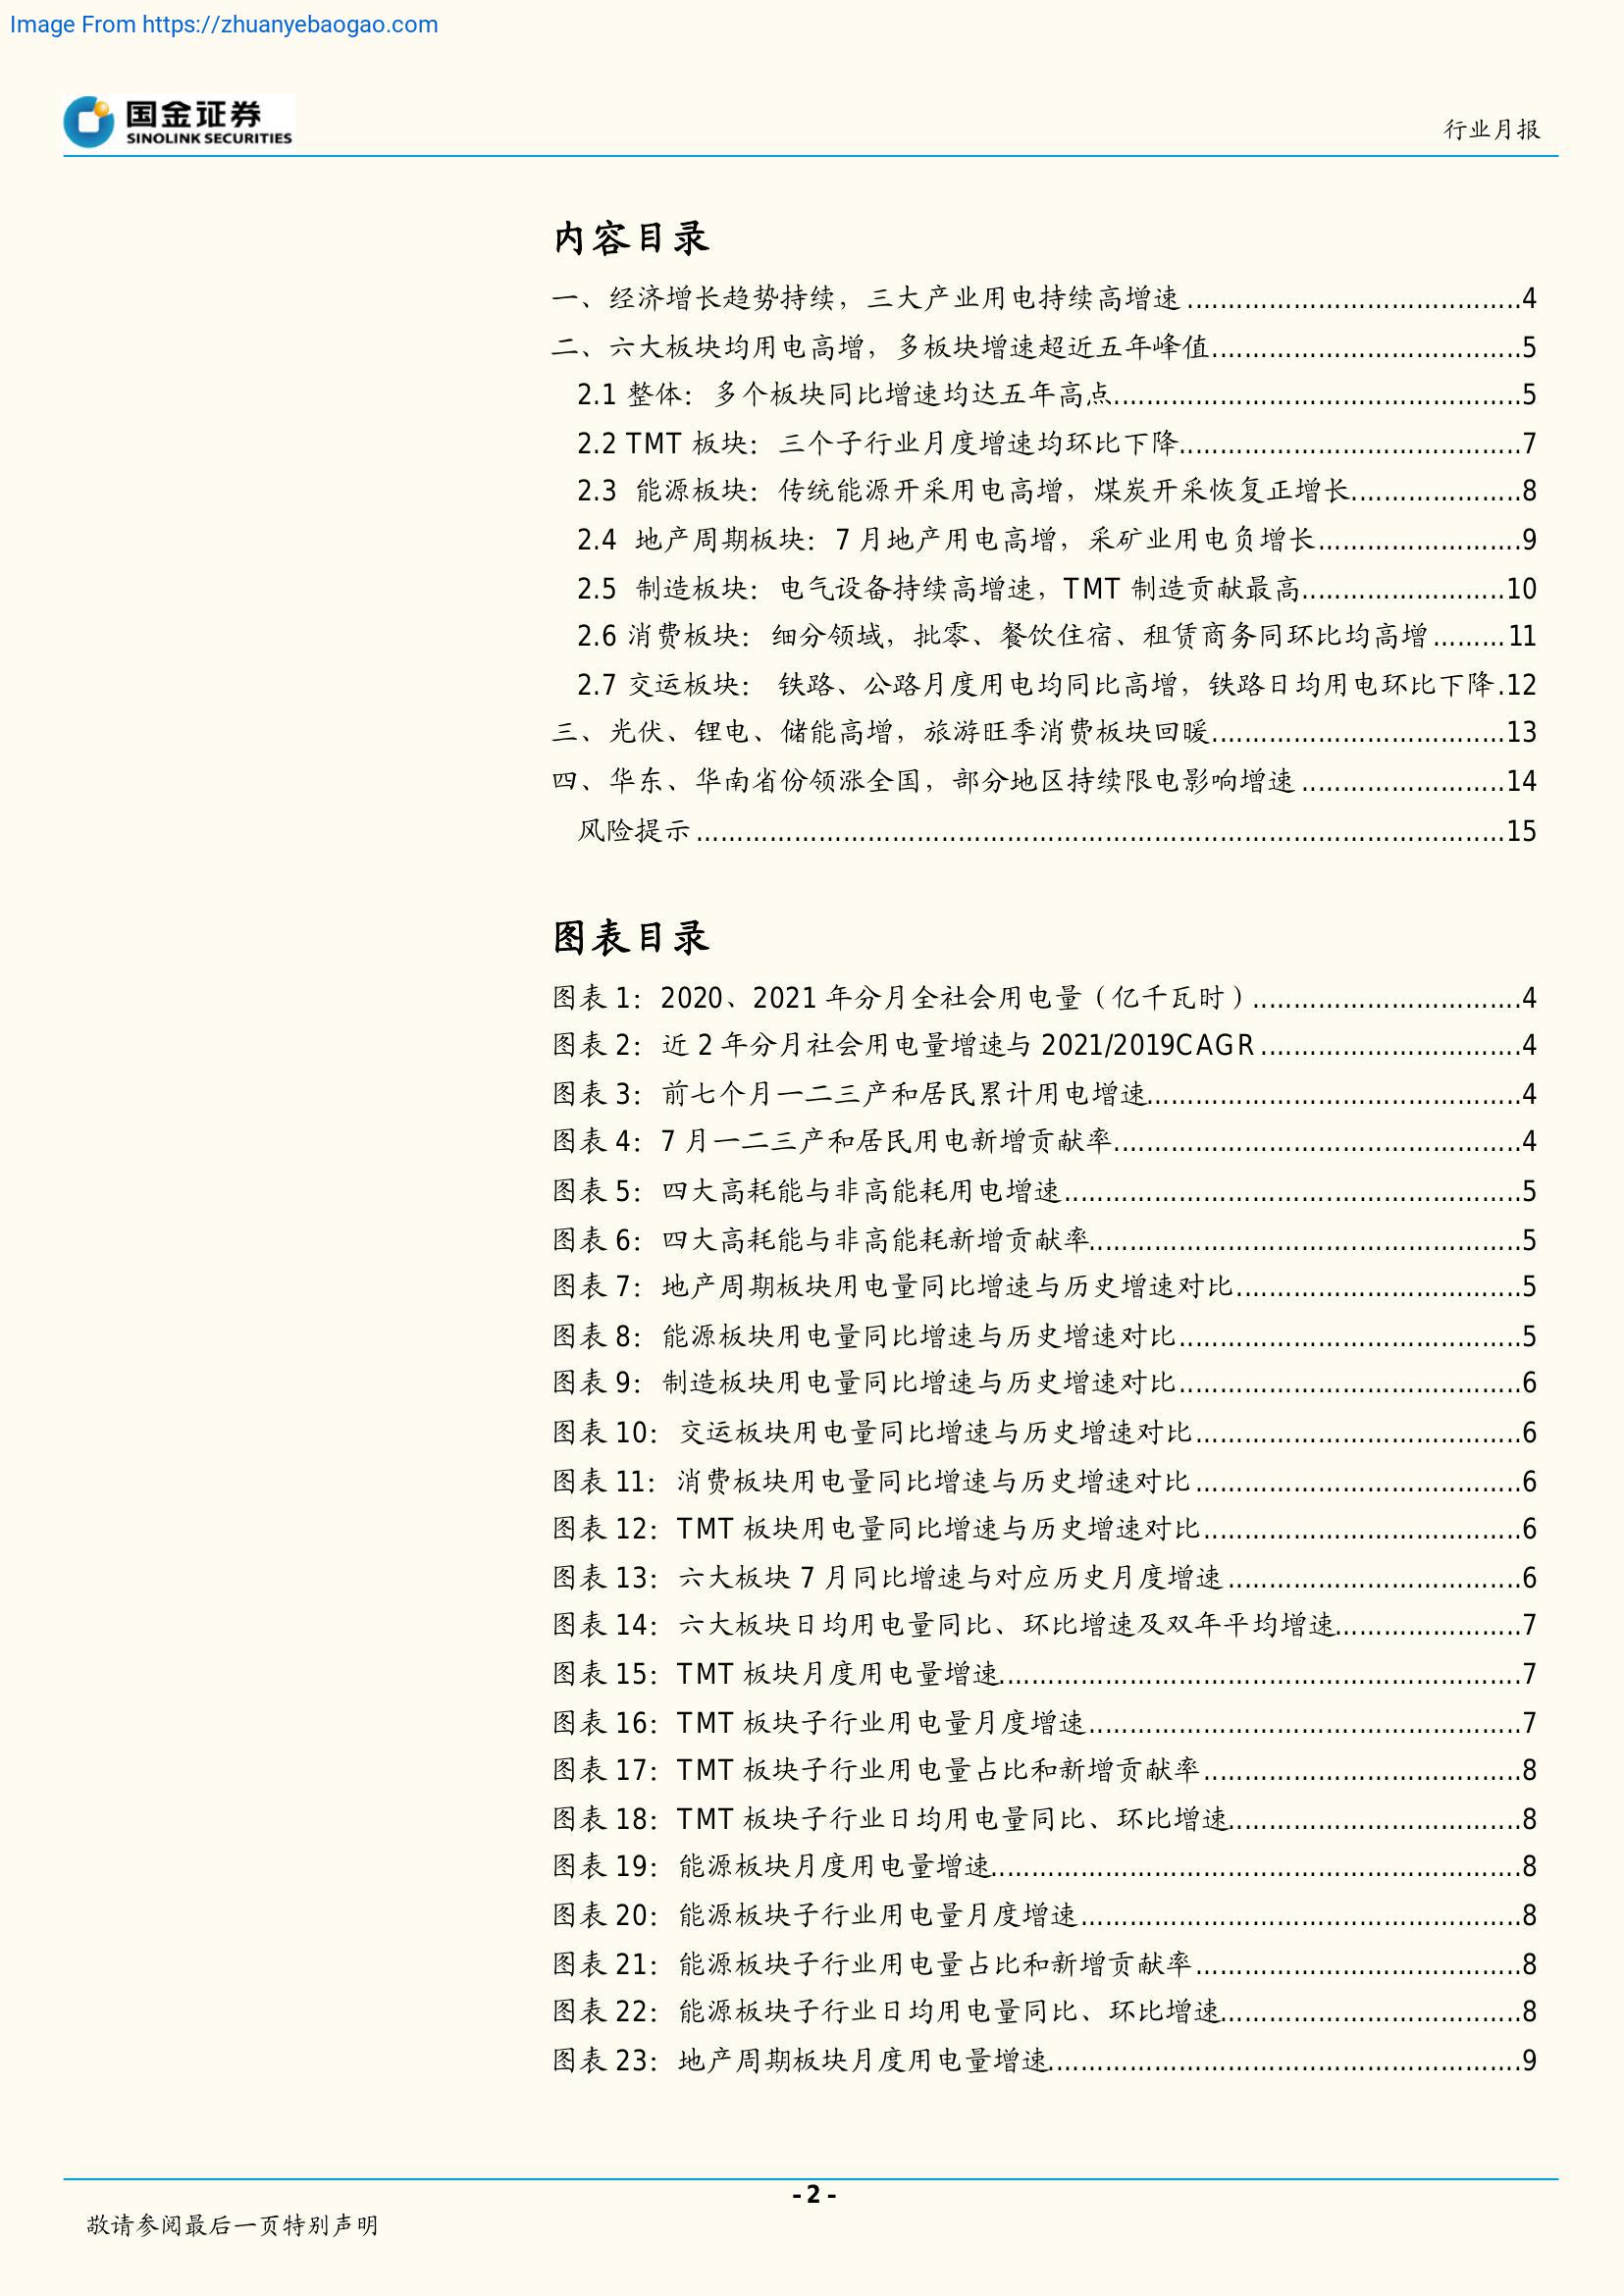 Image From https://zhuanyebaogao.com
国金证券
SINOLINK SECURITIES
行业月报
内容目录
一、经济增长趋势持续，三大产业用电持续高增速.........................................4
二、六大板块均用电高增，多板块增速超近五年峰值......................................5
2.1 整体：多个板块同比增速均达五年高点..................................................5
2.2 TMT 板块：三个子行业月度增速均环比下降..........................................7
2.3 能源板块：传统能源开采用电高增，煤炭开采恢复正增长.....................8
2.4 地产周期板块：7 月地产用电高增，采矿业用电负增长.........................9
2.5 制造板块：电气设备持续高增速，TMT 制造贡献最高.........................10
2.6 消费板块：细分领域，批零、餐饮住宿、租赁商务同环比均高增.........11
2.7 交运板块： 铁路、公路月度用电均同比高增，铁路日均用电环比下降.12
三、光伏、锂电、储能高增，旅游旺季消费板块回暖....................................13
四、华东、华南省份领涨全国，部分地区持续限电影响增速.........................14
风险提示...................................................................................................15
图表目录
图表 1：2020、2021 年分月全社会用电量（亿千瓦时）.................................4
图表 2：近 2 年分月社会用电量增速与 2021/2019CAGR................................4
图表 3：前七个月一二三产和居民累计用电增速..............................................4
图表 4：7 月一二三产和居民用电新增贡献率..................................................4
图表 5：四大高耗能与非高能耗用电增速........................................................5
图表 6：四大高耗能与非高能耗新增贡献率.....................................................5
图表 7：地产周期板块用电量同比增速与历史增速对比...................................5
图表 8：能源板块用电量同比增速与历史增速对比..........................................5
图表 9：制造板块用电量同比增速与历史增速对比..........................................6
图表 10：交运板块用电量同比增速与历史增速对比........................................6
图表 11：消费板块用电量同比增速与历史增速对比........................................6
图表 12：TMT 板块用电量同比增速与历史增速对比.......................................6
图表 13：六大板块 7 月同比增速与对应历史月度增速....................................6
图表 14：六大板块日均用电量同比、环比增速及双年平均增速.......................7
图表 15：TMT 板块月度用电量增速................................................................7
图表 16：TMT 板块子行业用电量月度增速.....................................................7
图表 17：TMT 板块子行业用电量占比和新增贡献率.......................................8
图表 18：TMT 板块子行业日均用电量同比、环比增速....................................8
图表 19：能源板块月度用电量增速.................................................................8
图表 20：能源板块子行业用电量月度增速......................................................8
图表 21：能源板块子行业用电量占比和新增贡献率........................................8
图表 22：能源板块子行业日均用电量同比、环比增速.....................................8
图表 23：地产周期板块月度用电量增速..........................................................9
- 2 -
敬请参阅最后一页特别声明